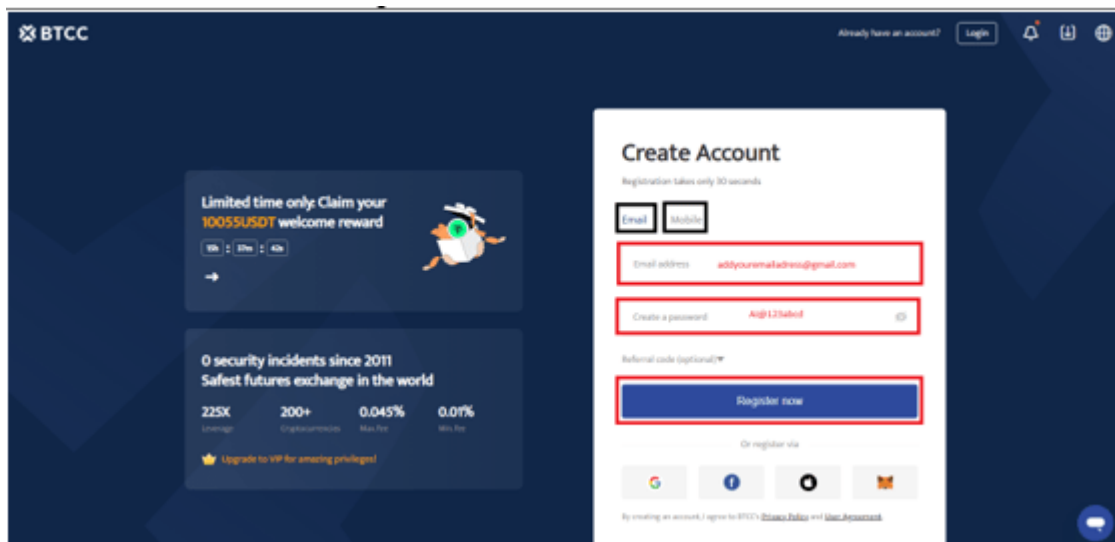 BTCC
Already have an account?
Login
Limited time only: Claim your
10055USDT welcome reward
15h : 37m : 42s
0 security incidents since 2011
Safest futures exchange in the world
225X 200+ 0.045% 0.01%
Leverage Cryptocurrencies Max fee Min fee
Upgrade to VIP for amazing privileges!
Create Account
Registration takes only 30 seconds
Email Mobile
Email address addyouremailadress@gmail.com
Create a password
Referral code (optional)
Register now
Or register via
By creating an account, I agree to BTCC's Privacy Policy and User Agreement.